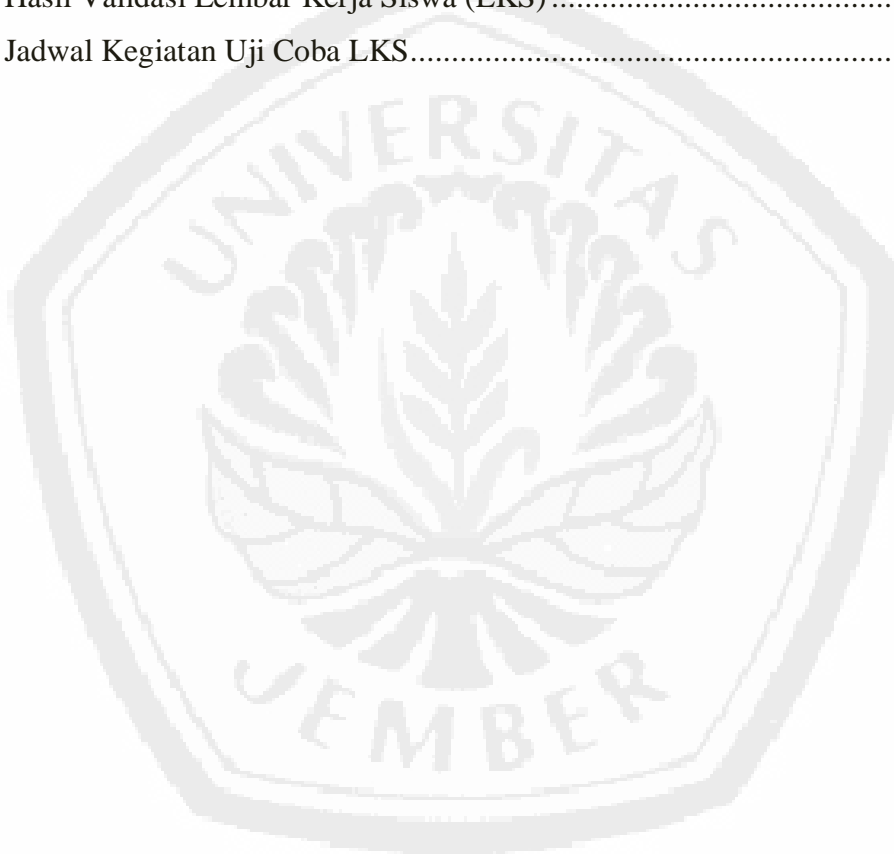 Hasil Validasi Lembar Kerja Siswa (LKS)........................................
Jadwal Kegiatan Uji Coba LKS.......................................................
UNIVERSITAS
JEMBER